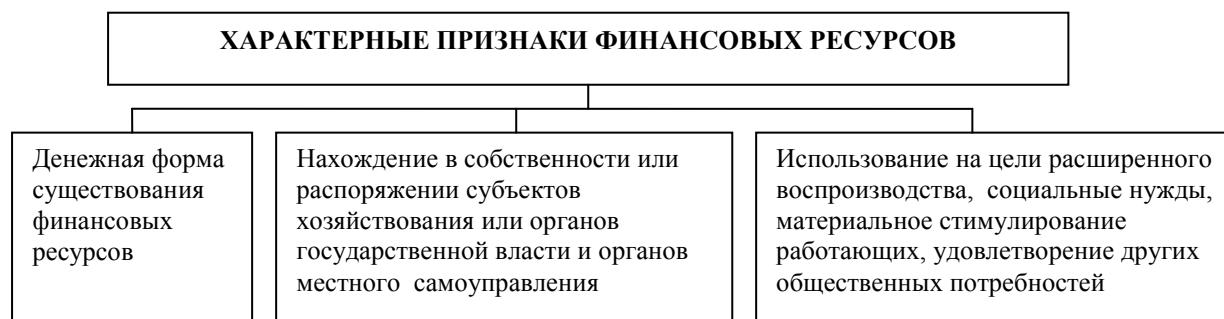 ХАРАКТЕРНЫЕ ПРИЗНАКИ ФИНАНСОВЫХ РЕСУРСОВ
Денежная форма
существования
финансовых
ресурсов
Нахождение в собственности или
распоряжении субъектов
хозяйствования или органов
государственной власти и органов
местного самоуправления
Использование на цели расширенного
воспроизводства, социальные нужды,
материальное стимулирование
работающих, удовлетворение других
общественных потребностей